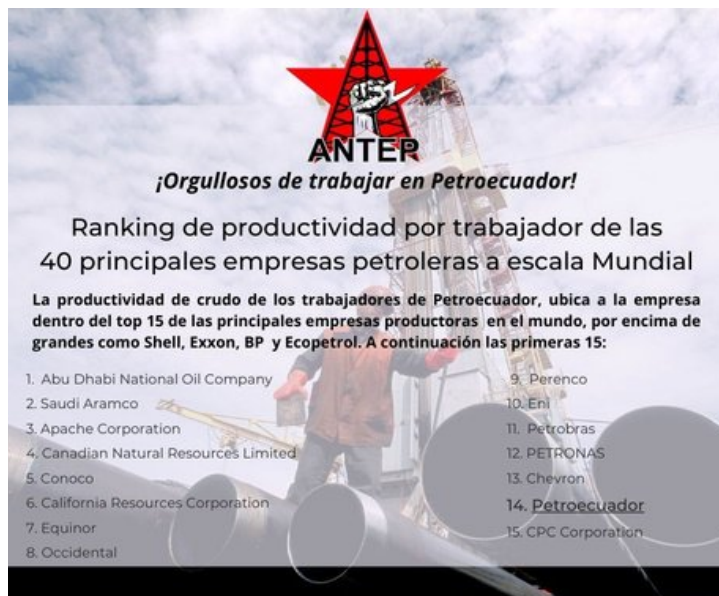 ANTEP
¡Orgullosos de trabajar en Petroecuador!
Ranking de productividad por trabajador de las
40 principales empresas petroleras a escala Mundial
La productividad de crudo de los trabajadores de Petroecuador, ubica a la empresa
dentro del top 15 de las principales empresas productoras en el mundo, por encima de
grandes como Shell, Exxon, BP y Ecopetrol. A continuación las primeras 15:
1. Abu Dhabi National Oil Company
2. Saudi Aramco
3. Apache Corporation
4. Canadian Natural Resources Limited
5. Conoco
6. California Resources Corporation
7. Equinor
8. Occidental
9. Perenco
10. Eni
11. Petrobras
12. PETRONAS
13. Chevron
14. Petroecuador
15. CPC Corporation